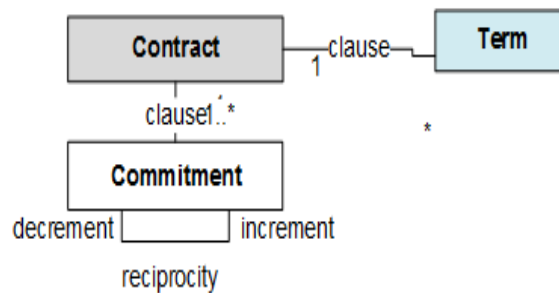 Contract
clause
Term
1
clause1..*
*
Commitment
decrement
increment
reciprocity